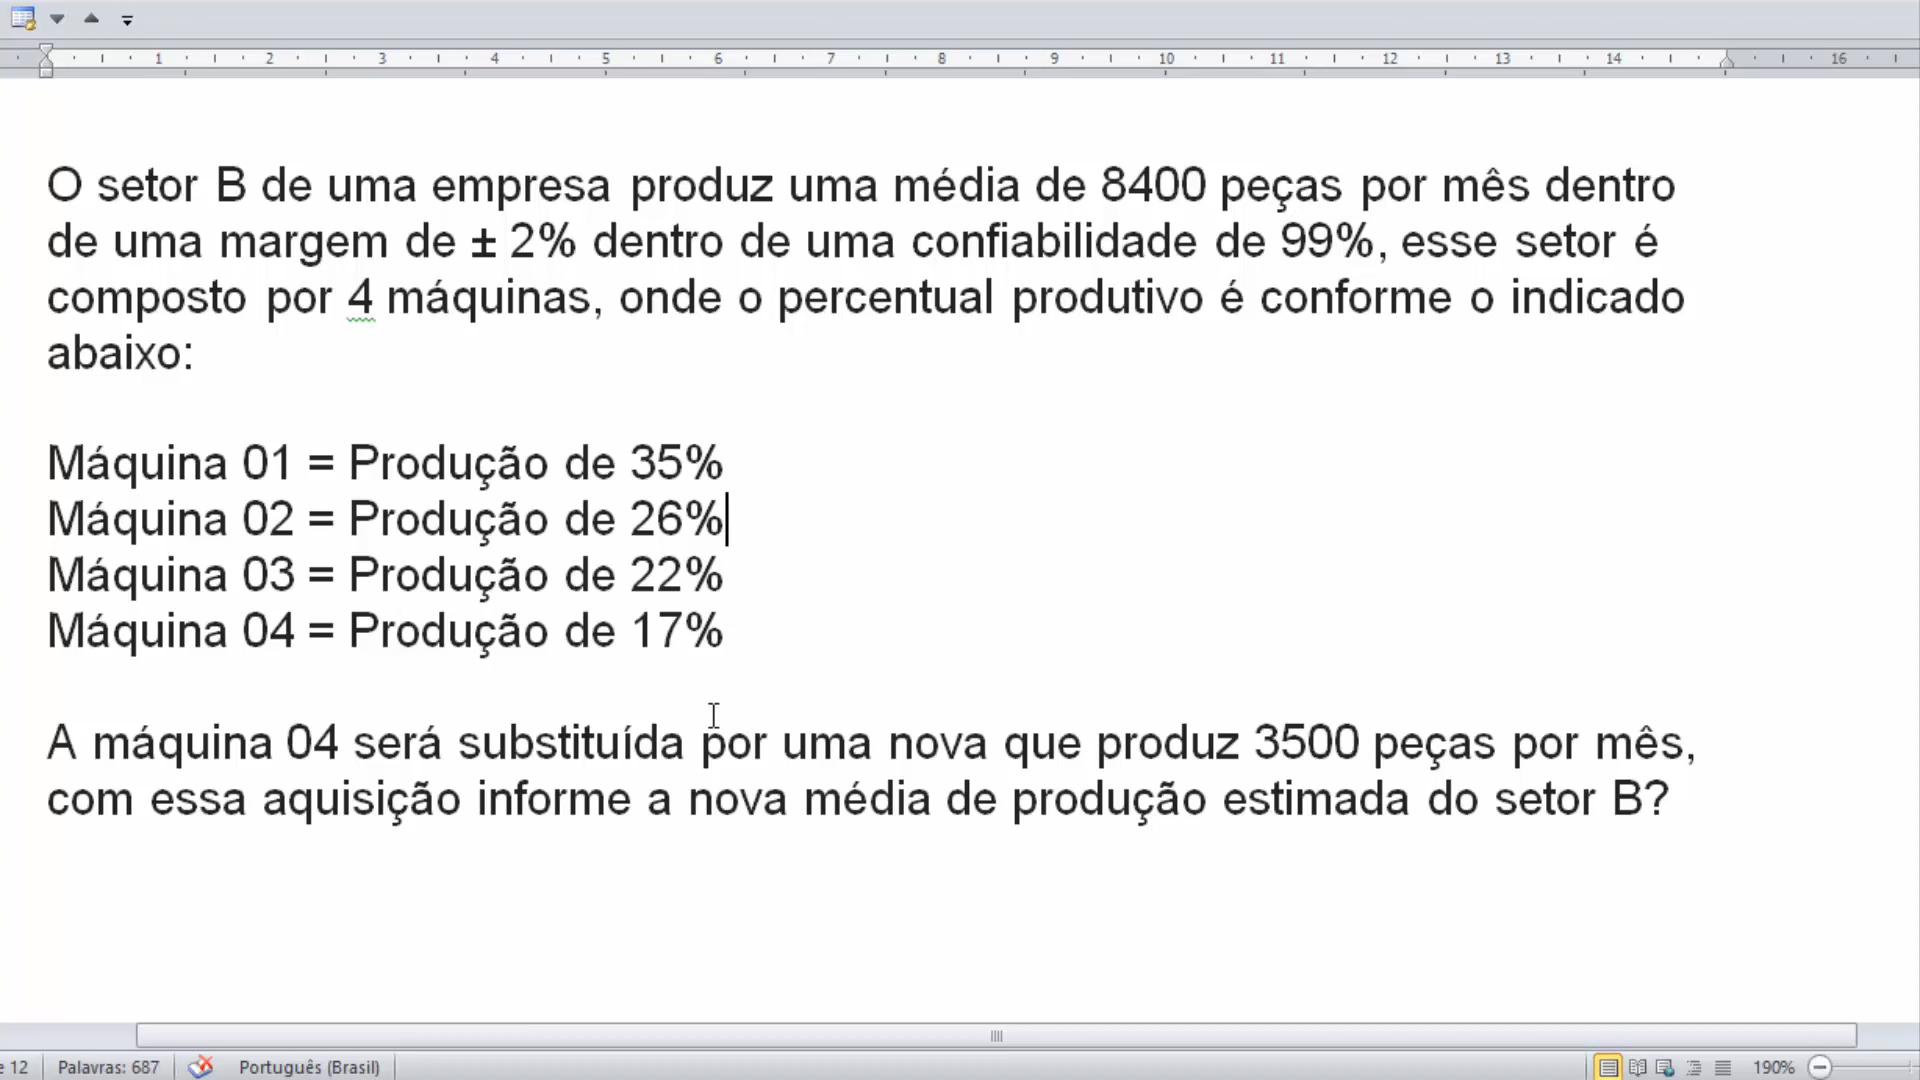 1 2 3 4 5 6 7 8 9 10 11 12 13 14 16
O setor B de uma empresa produz uma média de 8400 peças por mês dentro
de uma margem de ± 2% dentro de uma confiabilidade de 99%, esse setor é
composto por 4 máquinas, onde o percentual produtivo é conforme o indicado
abaixo:
Máquina 01 = Produção de 35%
Máquina 02 = Produção de 26%
Máquina 03 = Produção de 22%
Máquina 04 = Produção de 17%
A máquina 04 será substituída por uma nova que produz 3500 peças por mês,
com essa aquisição informe a nova média de produção estimada do setor B?
e 12 Palavras: 687 Português (Brasil) 190%